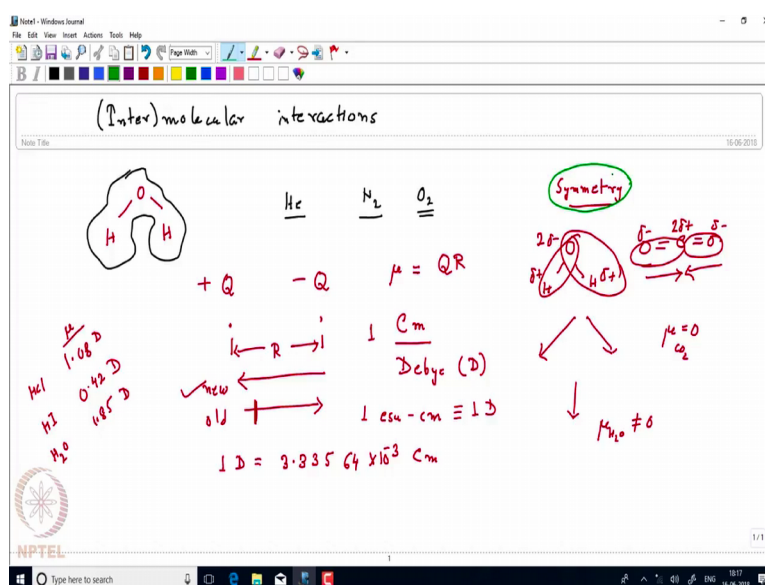 Note1 - Windows Journal
File Edit View Insert Actions Tools Help
Page Width
B I
(Inter)molecular interactions
Note Title
16-06-2018
He N2 O2
Symmetry
O
H H
2δ-
O
δ+ H H δ+
δ- 2δ+ δ-
O = C = O
+ Q - Q μ = QR
R
1 Cm
Debye (D)
μ
HCl 1.08 D
HI 0.42 D
H2O 1.85 D
μ = 0
CO2
new
old
1 esu-cm ≡ 1 D
μH2O ≠ 0
1 D = 3.33564 x 10-3 Cm
NPTEL
1/1
1
Type here to search
ENG
18:17
16-06-2018